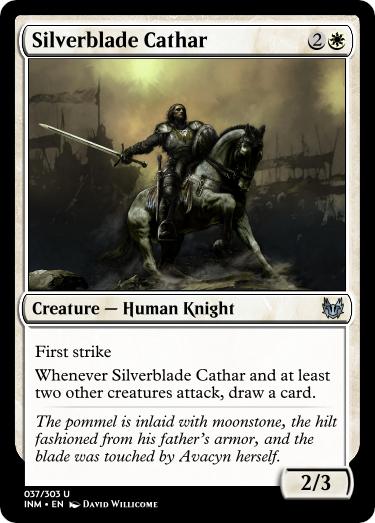 Silverblade Cathar 2
Creature — Human Knight
First strike
Whenever Silverblade Cathar and at least
two other creatures attack, draw a card.
The pommel is inlaid with moonstone, the hilt
fashioned from his father's armor, and the
blade was touched by Avacyn herself.
2/3
037/303 U
INM • EN David Willicome